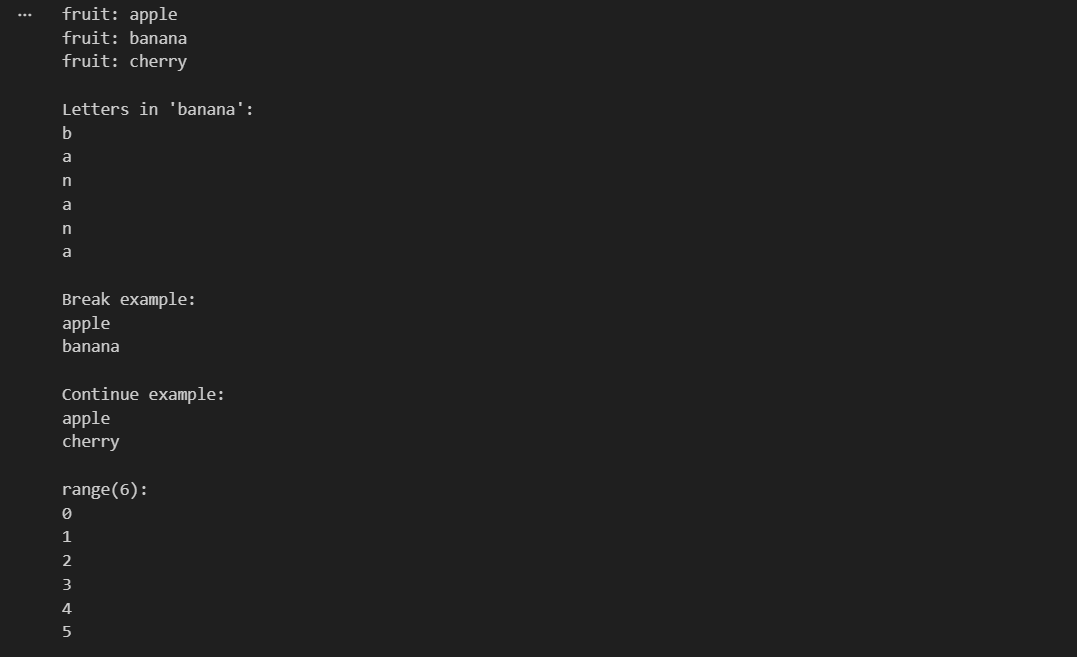 fruit: apple
fruit: banana
fruit: cherry

Letters in 'banana':
b
a
n
a
n
a

Break example:
apple
banana

Continue example:
apple
cherry

range(6):
0
1
2
3
4
5